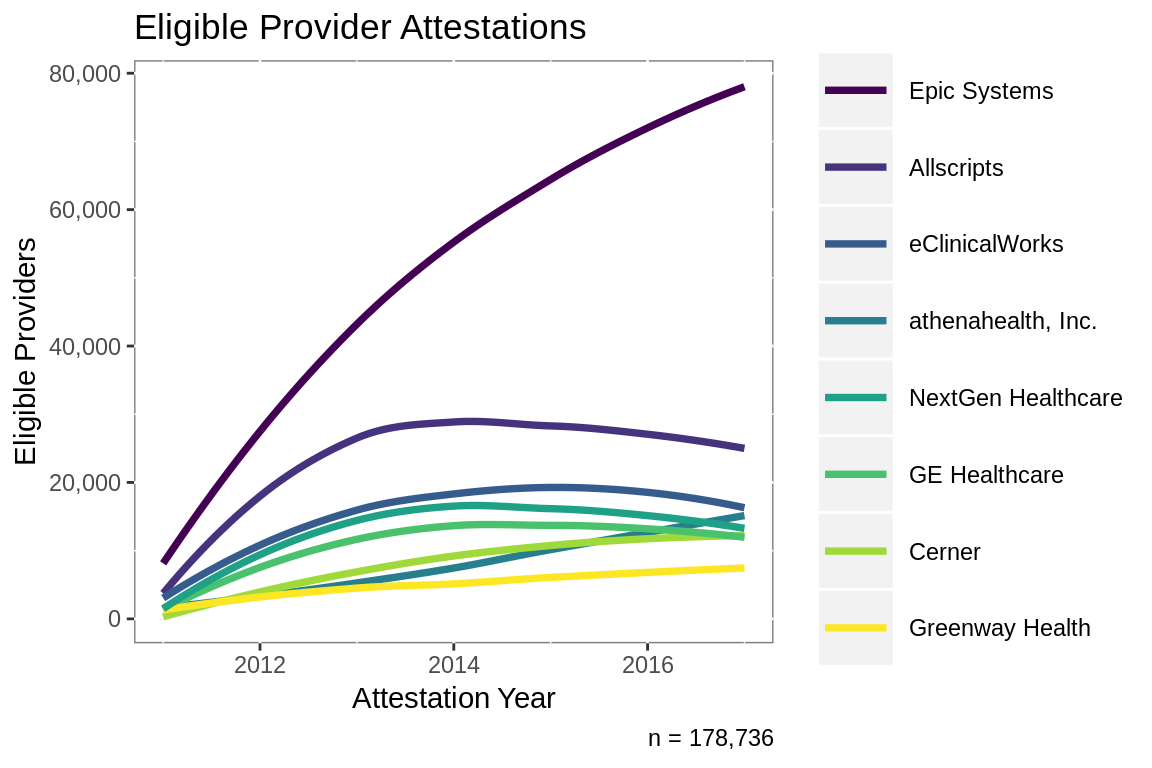 Eligible Provider Attestations
80,000
60,000
40,000
20,000
0
Eligible Providers
2012
2014
2016
Attestation Year
n = 178,736
Epic Systems
Allscripts
eClinicalWorks
athenahealth, Inc.
NextGen Healthcare
GE Healthcare
Cerner
Greenway Health